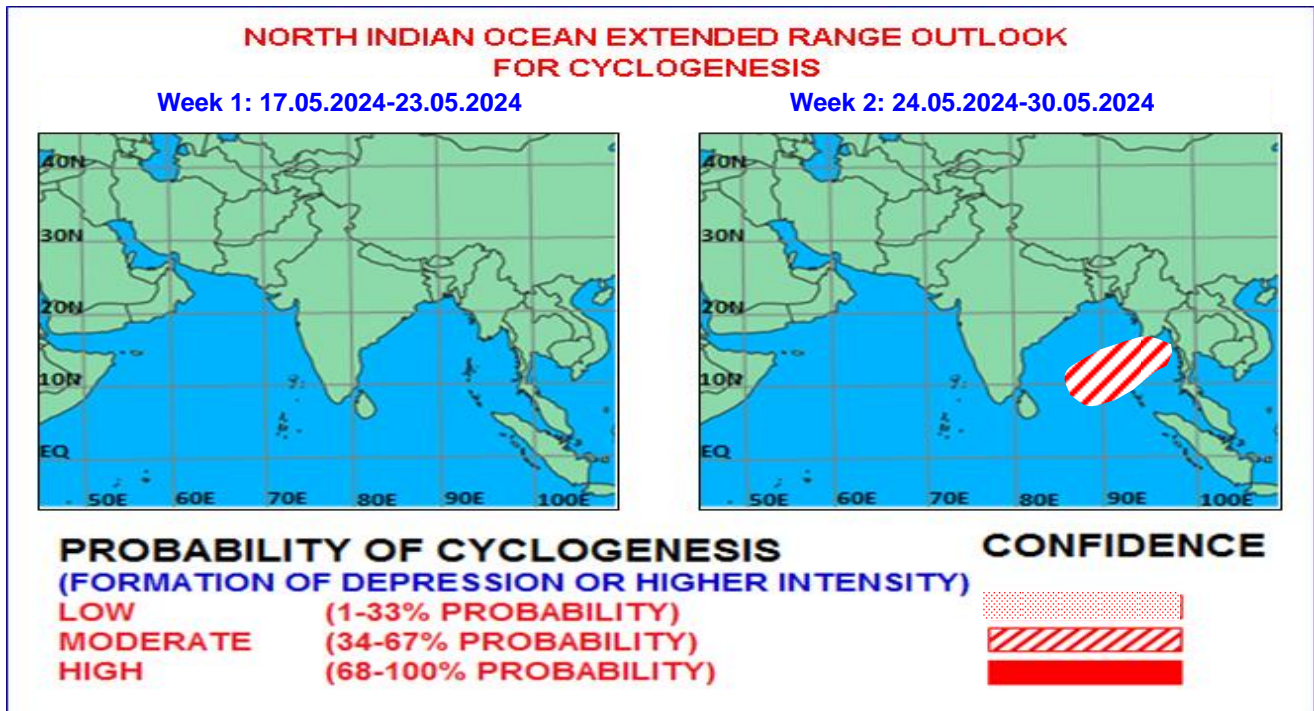 NORTH INDIAN OCEAN EXTENDED RANGE OUTLOOK
FOR CYCLOGENESIS
Week 1: 17.05.2024-23.05.2024
40N
30N
20N
10N
EQ
50E 60E 70E 80E 90E 100E
Week 2: 24.05.2024-30.05.2024
40N
30N
20N
10N
EQ
50E 60E 70E 80E 90E 100E
PROBABILITY OF CYCLOGENESIS CONFIDENCE
(FORMATION OF DEPRESSION OR HIGHER INTENSITY)
LOW (1-33% PROBABILITY)
MODERATE (34-67% PROBABILITY)
HIGH (68-100% PROBABILITY)